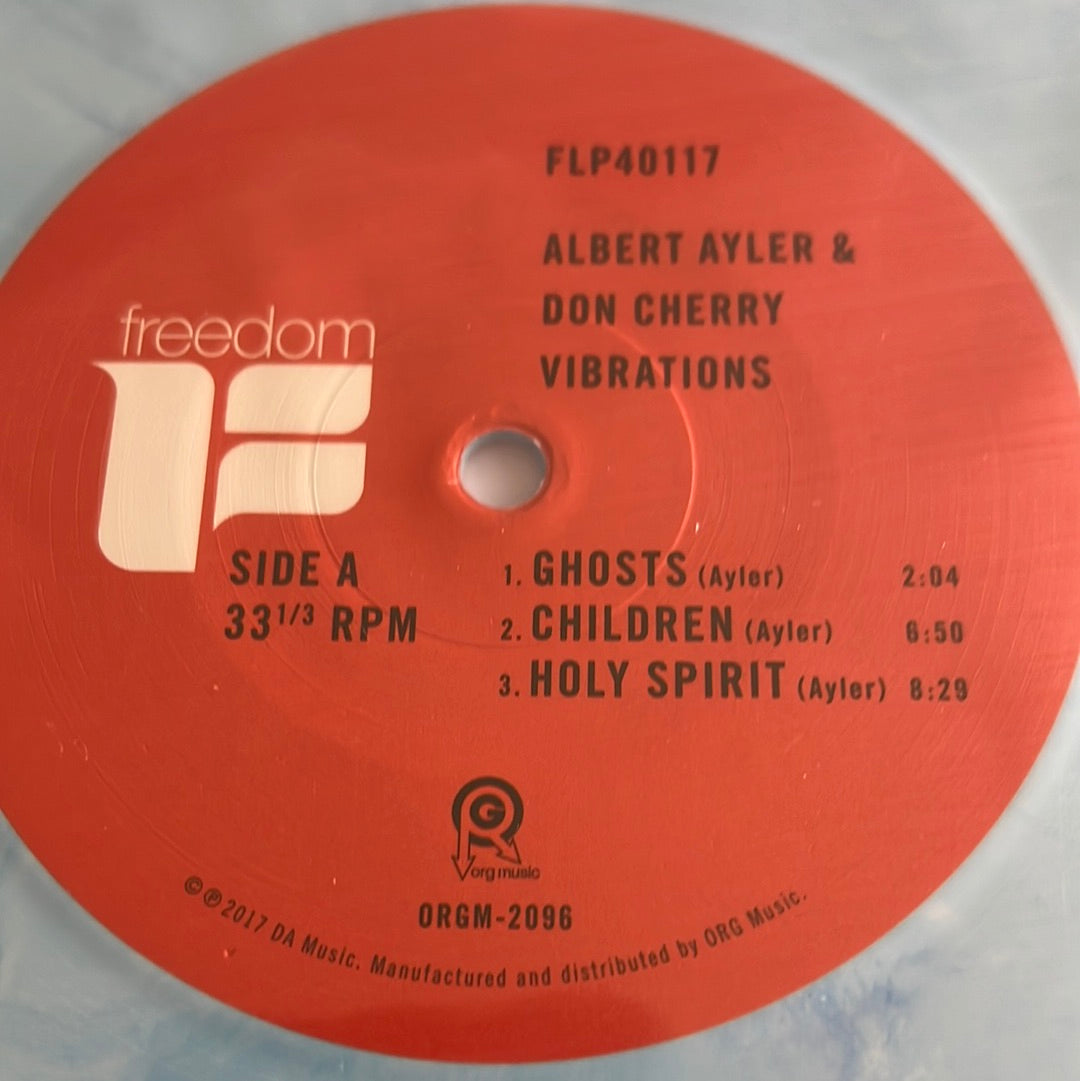 FLP40117
ALBERT AYLER &
DON CHERRY
VIBRATIONS
freedom
SIDE A
33 1/3 RPM
1. GHOSTS (Ayler) 2:04
2. CHILDREN (Ayler) 6:50
3. HOLY SPIRIT (Ayler) 8:29
org music
ORGM-2096
©℗2017 DA Music. Manufactured and distributed by ORG Music.